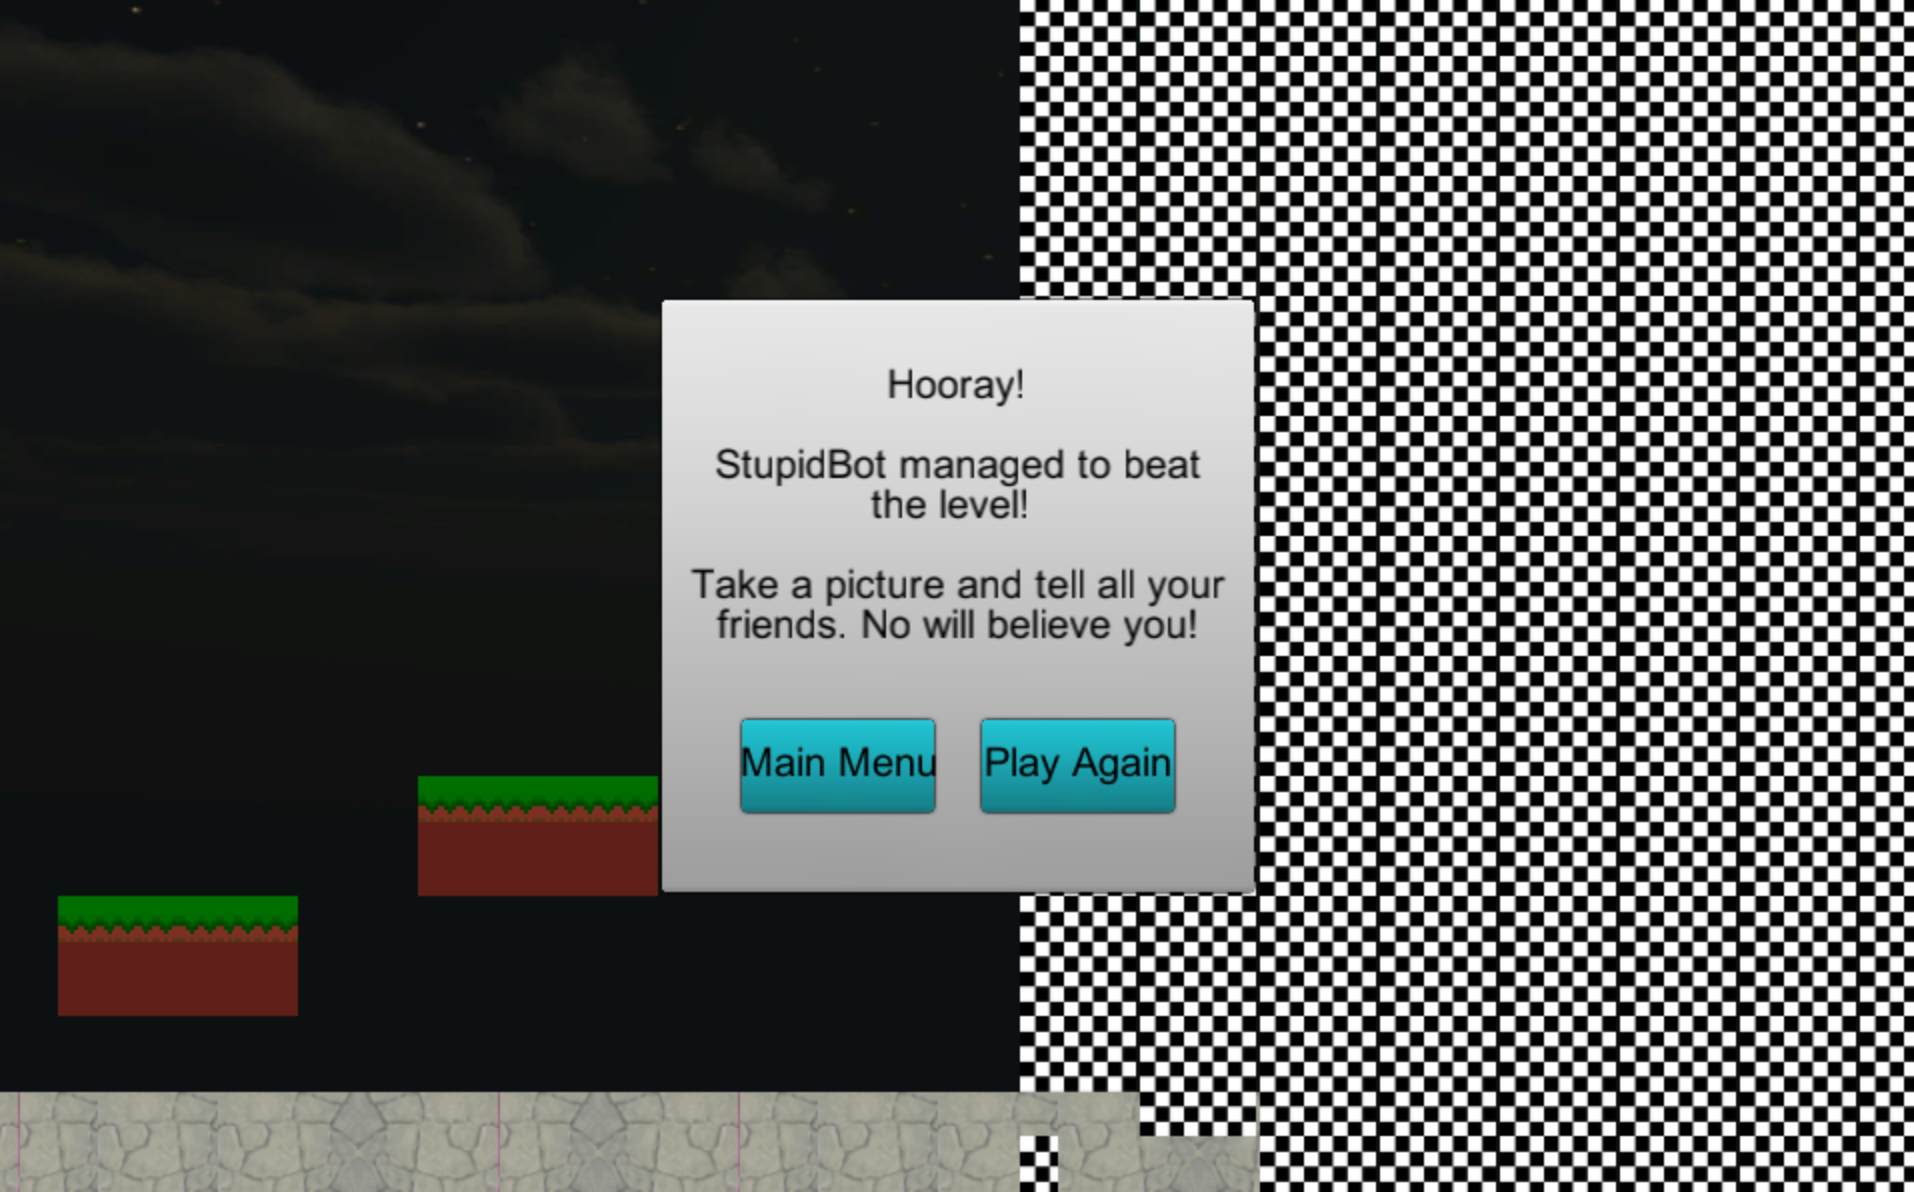 Hooray!
StupidBot managed to beat
the level!
Take a picture and tell all your
friends. No will believe you!
Main Menu
Play Again